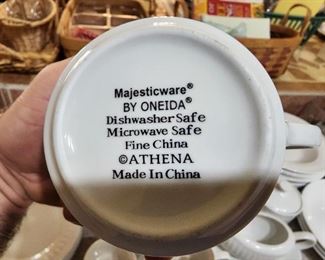 Majesticware®
BY ONEIDA®
Dishwasher Safe
Microwave Safe
Fine China
©ATHENA
Made In China